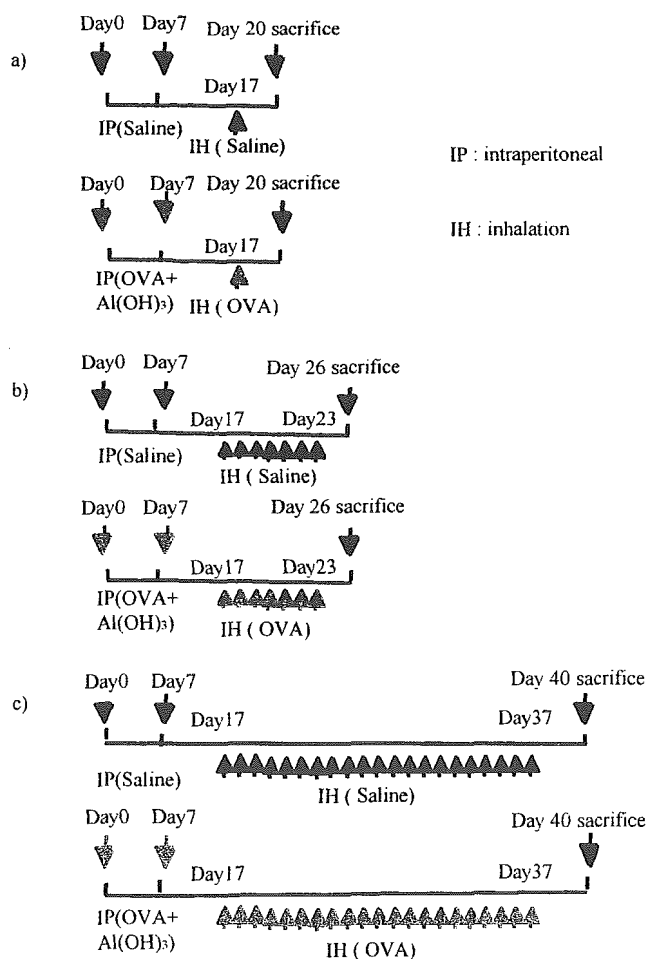 a)
Day0 Day7 Day 20 sacrifice
Day17
IP(Saline)
IH ( Saline)
IP : intraperitoneal
Day0 Day7 Day 20 sacrifice
IH : inhalation
Day17
IP(OVA+
Al(OH)₃) IH ( OVA)
b)
Day0 Day7 Day 26 sacrifice
Day17 Day23
IP(Saline)
IH ( Saline)
Day0 Day7 Day 26 sacrifice
Day17 Day23
IP(OVA+
Al(OH)₃) IH ( OVA)
c)
Day0 Day7 Day 40 sacrifice
Day17 Day37
IP(Saline)
IH ( Saline)
Day0 Day7 Day 40 sacrifice
Day17 Day37
IP(OVA+
Al(OH)₃) IH ( OVA)